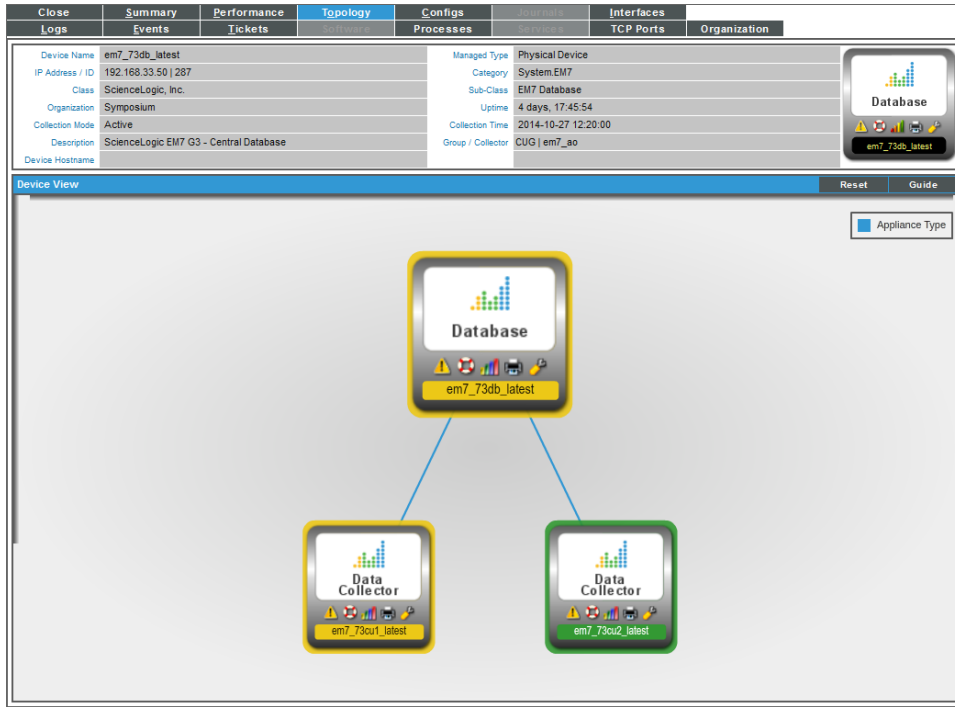 Close Summary Performance Topology Configs Journals Interfaces
Logs Events Tickets Software Processes Services TCP Ports Organization
Device Name em7_73db_latest Managed Type Physical Device
IP Address / ID 192.168.33.50 | 287 Category System.EM7
Class ScienceLogic, Inc. Sub-Class EM7 Database
Organization Symposium Uptime 4 days, 17:45:54
Collection Mode Active Collection Time 2014-10-27 12:20:00
Description ScienceLogic EM7 G3 - Central Database Group / Collector CUG | em7_ao
Device Hostname
Database
em7_73db_latest
Device View Reset Guide
Appliance Type
Database
em7_73db_latest
Data
Collector
em7_73cu1_latest
Data
Collector
em7_73cu2_latest